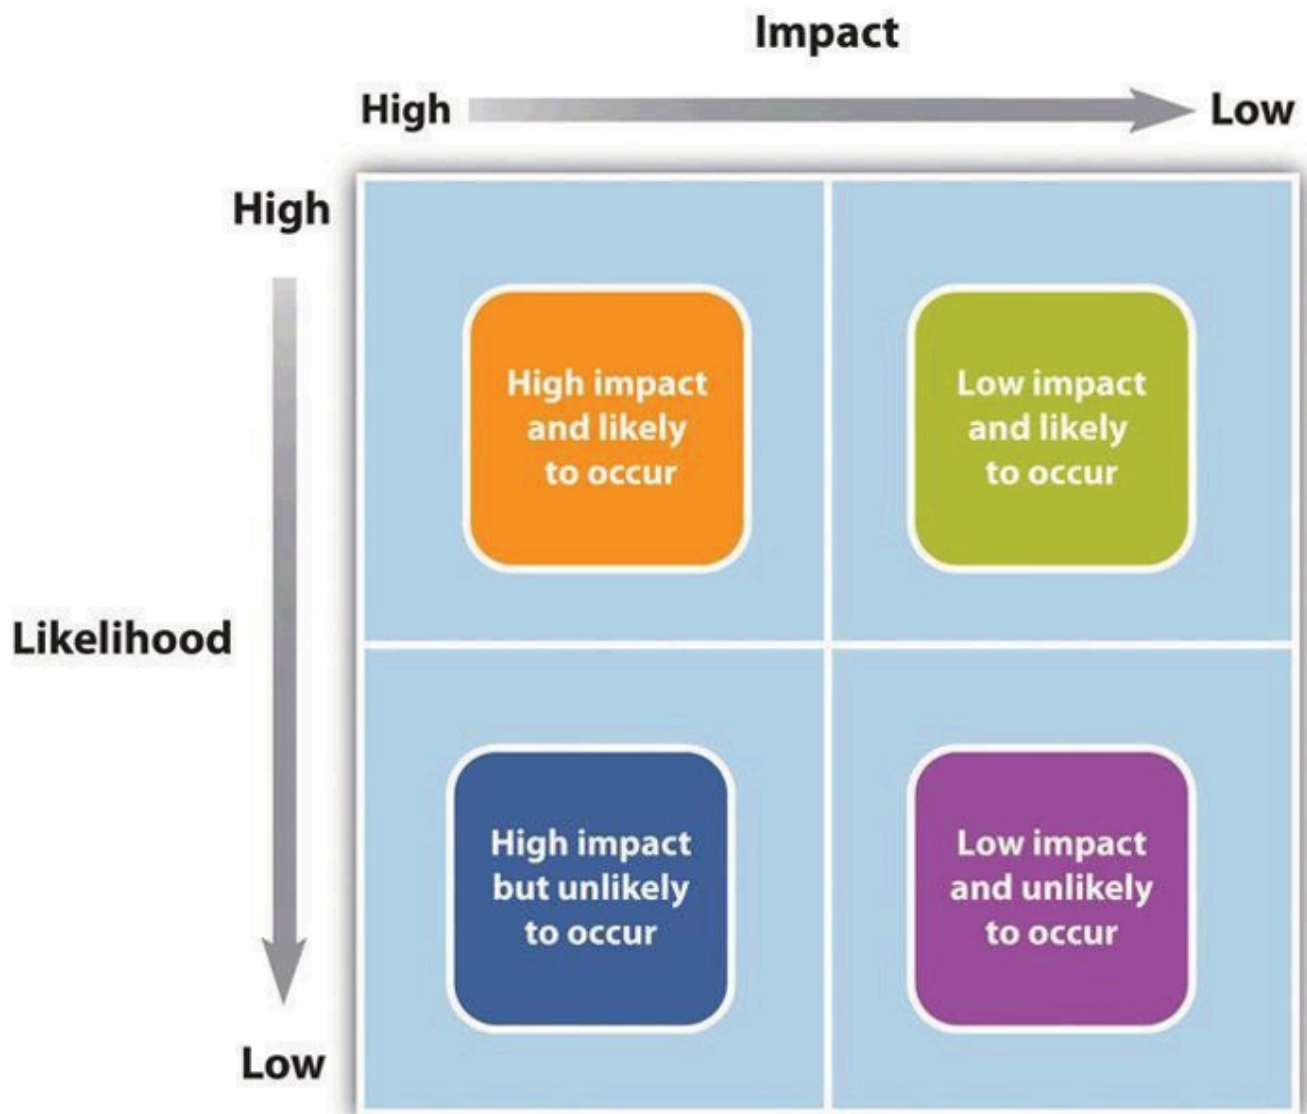 Impact
High
Low
High
High impact
and likely
to occur
Low impact
and likely
to occur
Likelihood
High impact
but unlikely
to occur
Low impact
and unlikely
to occur
Low